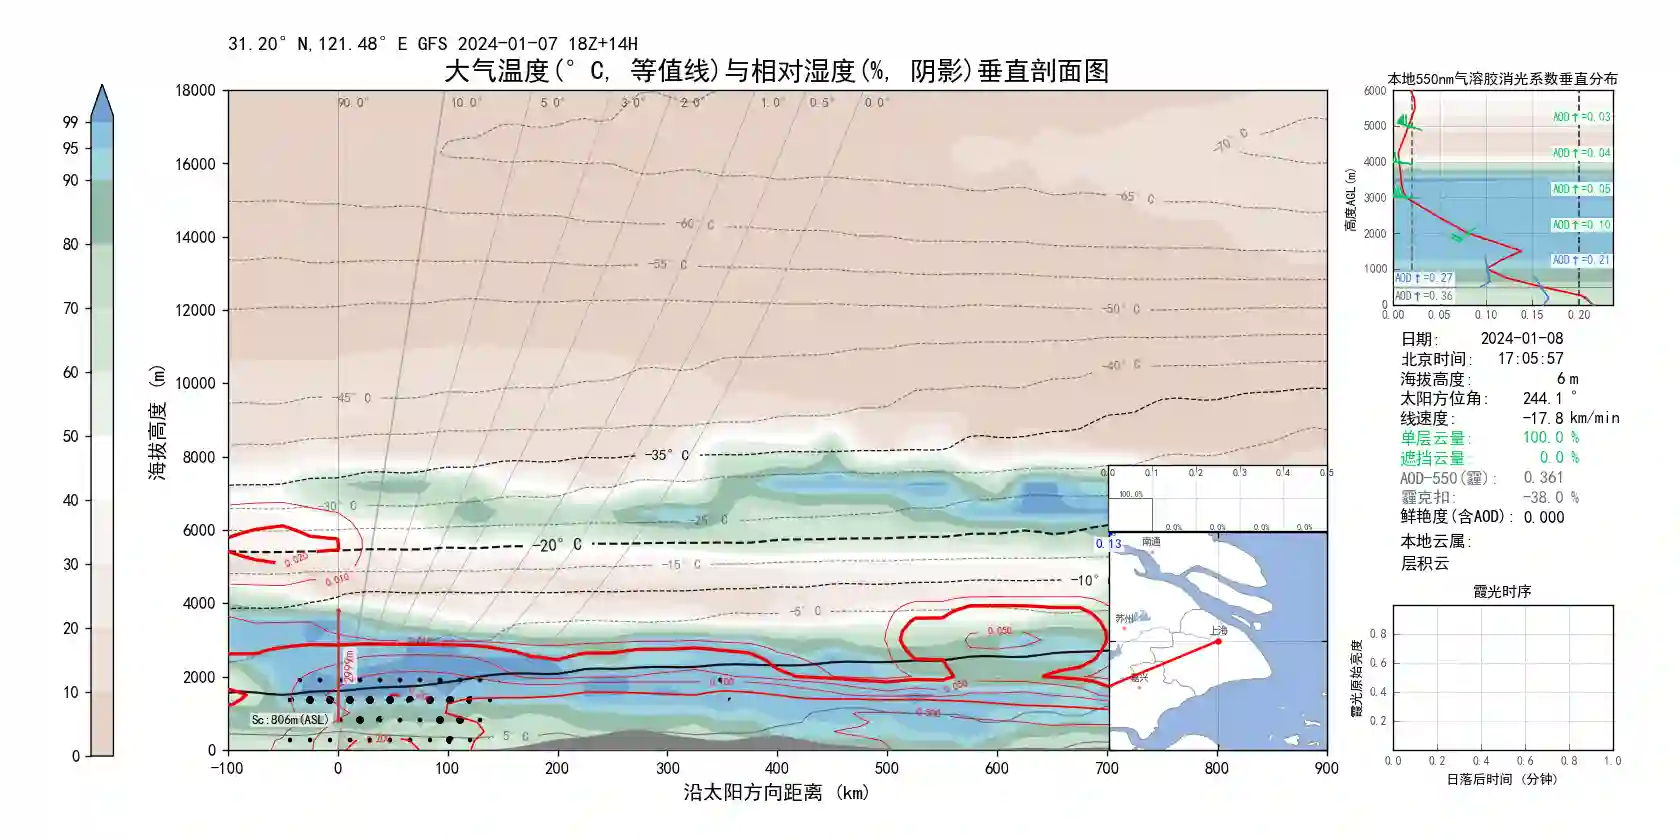 31.20° N,121.48° E GFS 2024-01-07 18Z+14H
大气温度(° C, 等值线)与相对湿度(%, 阴影)垂直剖面图
99
95
90
80
70
60
50
40
30
20
10
0
海拔高度 (m)
18000
16000
14000
12000
10000
8000
6000
4000
2000
0
90.0° 10.0° 5.0° 3.0° 2.0° 1.0° 0.5° 0.0°
-70° C
-65° C
-60° C
-55° C
-50° C
-45° C
-40° C
-35° C
-30° C
-25° C
-20° C
-15° C
-10°
-5° C
5° C
0.020
0.010
0.050
0.100
0.050
2999m
Sc:806m(ASL)
-100 0 100 200 300 400 500 600 700 800 900
沿太阳方向距离 (km)
0.0 0.1 0.2 0.3 0.4 0.5
100.0%
0.0% 0.0% 0.0% 0.0%
0.13
南通
苏州
上海
嘉兴
本地550nm气溶胶消光系数垂直分布
高度AGL(m)
6000
5000
4000
3000
2000
1000
0
AOD↑=0.03
AOD↑=0.04
AOD↑=0.05
AOD↑=0.10
AOD↑=0.21
AOD↑=0.27
AOD↑=0.36
0.00 0.05 0.10 0.15 0.20
日期: 2024-01-08
北京时间: 17:05:57
海拔高度: 6 m
太阳方位角: 244.1 °
线速度: -17.8 km/min
单层云量: 100.0 %
遮挡云量: 0.0 %
AOD-550(霾): 0.361
霾克扣: -38.0 %
鲜艳度(含AOD): 0.000
本地云属:
层积云
霞光时序
霞光原始亮度
0.8
0.6
0.4
0.2
0.0 0.2 0.4 0.6 0.8 1.0
日落后时间 (分钟)